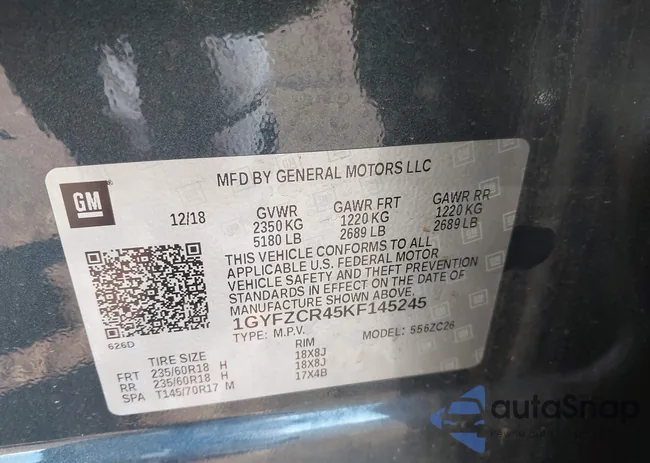 GM
MFD BY GENERAL MOTORS LLC
12/18 GVWR GAWR FRT GAWR RR
2350 KG 1220 KG 1220 KG
5180 LB 2689 LB 2689 LB
THIS VEHICLE CONFORMS TO ALL
APPLICABLE U.S. FEDERAL MOTOR
VEHICLE SAFETY AND THEFT PREVENTION
STANDARDS IN EFFECT ON THE DATE OF
MANUFACTURE SHOWN ABOVE.
1GYFZCR45KF145245
TYPE: M.P.V. MODEL: 556ZC26
626D
TIRE SIZE RIM
FRT 235/60R18 H 18X8J
RR 235/60R18 H 18X8J
SPA T145/70R17 M 17X4B
autoSnap